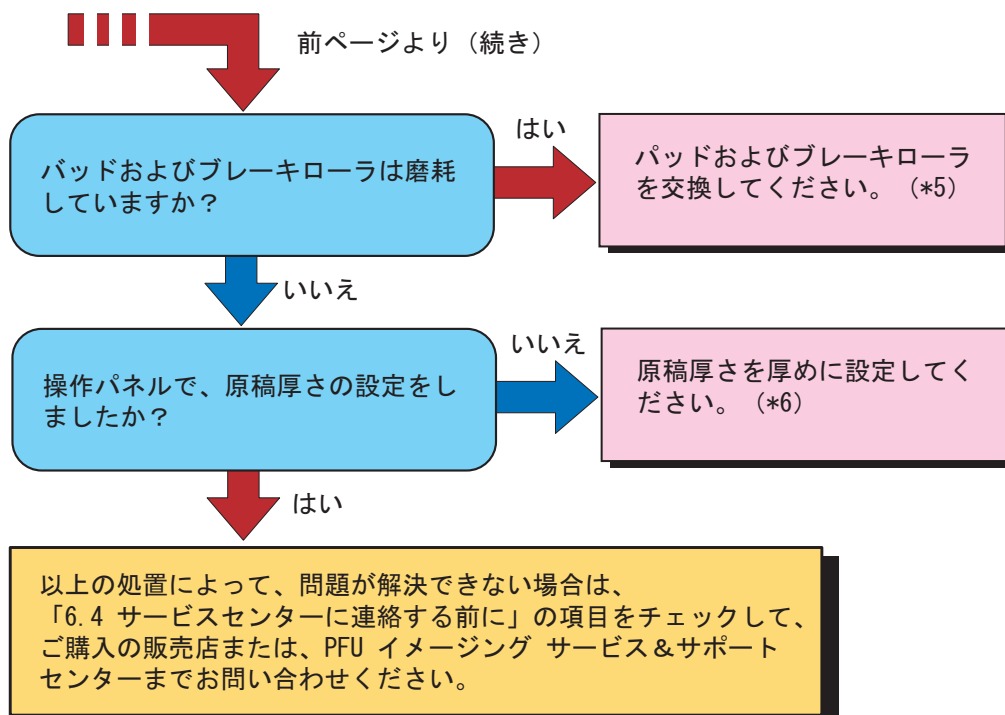 前ページより（続き）
はい
バッドおよびブレーキローラは磨耗
していますか？
パッドおよびブレーキローラ
を交換してください。（*5）
いいえ
いいえ
操作パネルで、原稿厚さの設定をし
ましたか？
原稿厚さを厚めに設定してく
ださい。（*6）
はい
以上の処置によって、問題が解決できない場合は、
「6.4 サービスセンターに連絡する前に」の項目をチェックして、
ご購入の販売店または、PFU イメージング サービス＆サポート
センターまでお問い合わせください。